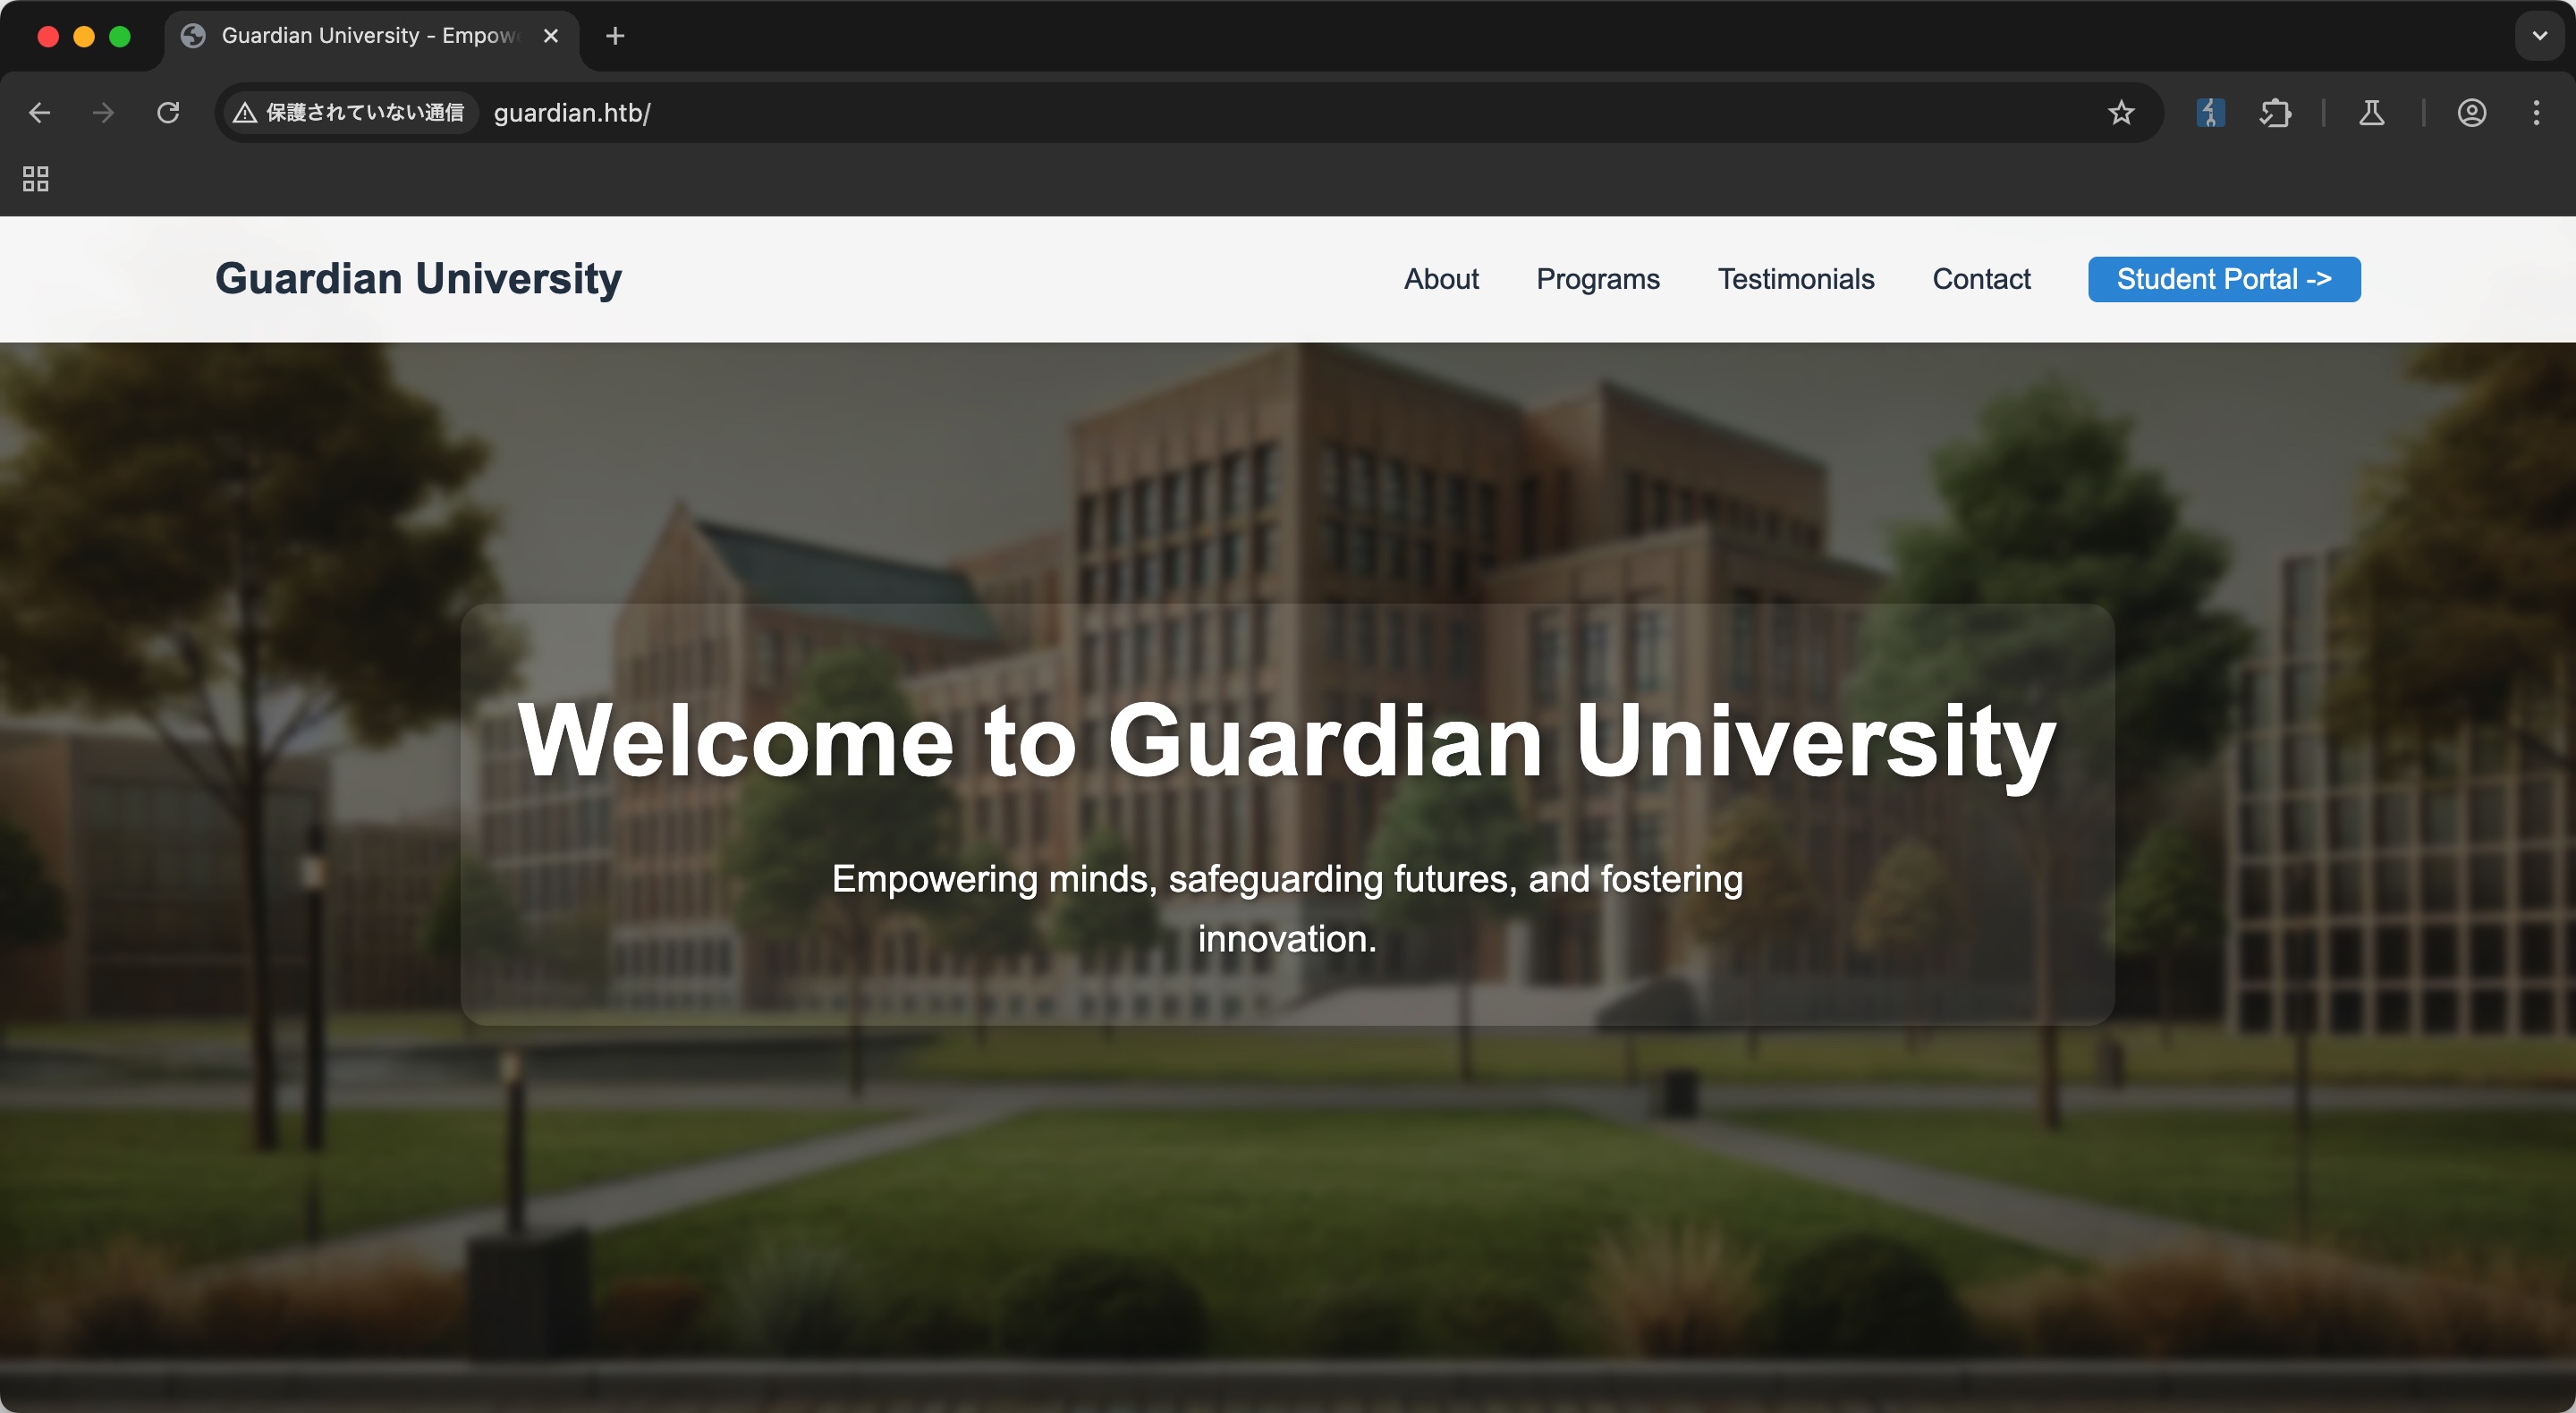 Guardian University - Empow
保護されていない通信 guardian.htb/
Guardian University
About Programs Testimonials Contact Student Portal ->
Welcome to Guardian University
Empowering minds, safeguarding futures, and fostering
innovation.